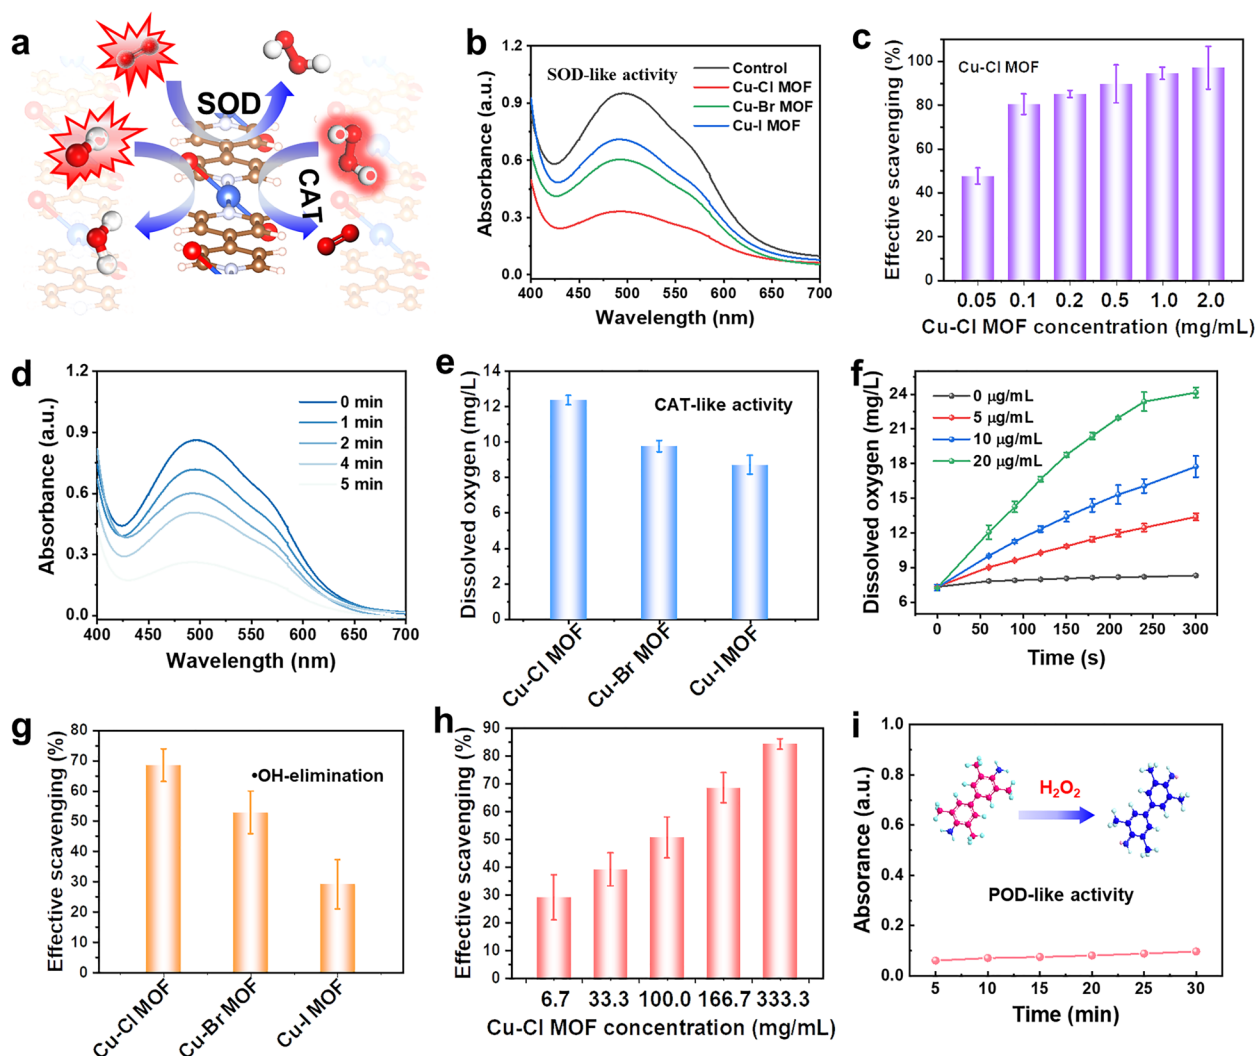 a
SOD
CAT
b
SOD-like activity
Control
Cu-Cl MOF
Cu-Br MOF
Cu-I MOF
Absorbance (a.u.)
1.2
0.9
0.6
0.3
0.0
400 450 500 550 600 650 700
Wavelength (nm)
c
Cu-Cl MOF
Effective scavenging (%)
100
80
60
40
20
0
0.05 0.1 0.2 0.5 1.0 2.0
Cu-Cl MOF concentration (mg/mL)
d
Absorbance (a.u.)
1.2
0.9
0.6
0.3
0.0
0 min
1 min
2 min
4 min
5 min
400 450 500 550 600 650 700
Wavelength (nm)
e
CAT-like activity
Dissolved oxygen (mg/L)
14
12
10
8
6
4
2
0
Cu-Cl MOF
Cu-Br MOF
Cu-I MOF
f
Dissolved oxygen (mg/L)
24
21
18
15
12
9
6
0 μg/mL
5 μg/mL
10 μg/mL
20 μg/mL
0 50 100 150 200 250 300
Time (s)
g
•OH-elimination
Effective scavenging (%)
80
70
60
50
40
30
20
10
0
Cu-Cl MOF
Cu-Br MOF
Cu-I MOF
h
Effective scavenging (%)
90
80
70
60
50
40
30
20
10
0
6.7 33.3 100.0 166.7 333.3
Cu-Cl MOF concentration (mg/mL)
i
Absorance (a.u.)
1.0
0.8
0.6
0.4
0.2
0.0
H₂O₂
POD-like activity
5 10 15 20 25 30
Time (min)